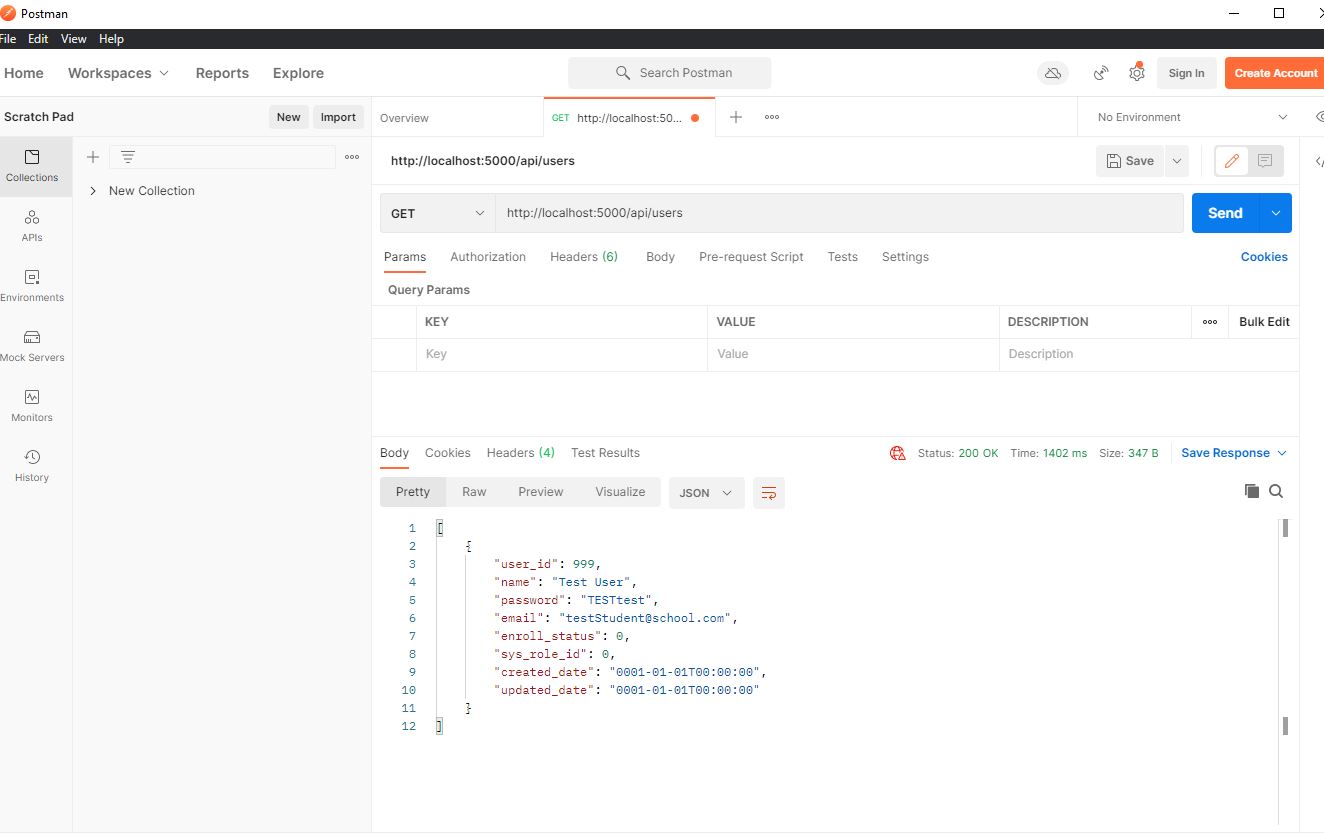 Postman
File Edit View Help
Home Workspaces Reports Explore Search Postman Sign In Create Account
Scratch Pad New Import Overview GET http://localhost:50... No Environment
Collections
New Collection
APIs
Environments
Mock Servers
Monitors
History
http://localhost:5000/api/users Save
GET http://localhost:5000/api/users Send
Params Authorization Headers (6) Body Pre-request Script Tests Settings Cookies
Query Params
KEY VALUE DESCRIPTION Bulk Edit
Key Value Description
Body Cookies Headers (4) Test Results Status: 200 OK Time: 1402 ms Size: 347 B Save Response
Pretty Raw Preview Visualize JSON
1 [
2 {
3 "user_id": 999,
4 "name": "Test User",
5 "password": "TESTtest",
6 "email": "testStudent@school.com",
7 "enroll_status": 0,
8 "sys_role_id": 0,
9 "created_date": "0001-01-01T00:00:00",
10 "updated_date": "0001-01-01T00:00:00"
11 }
12 ]